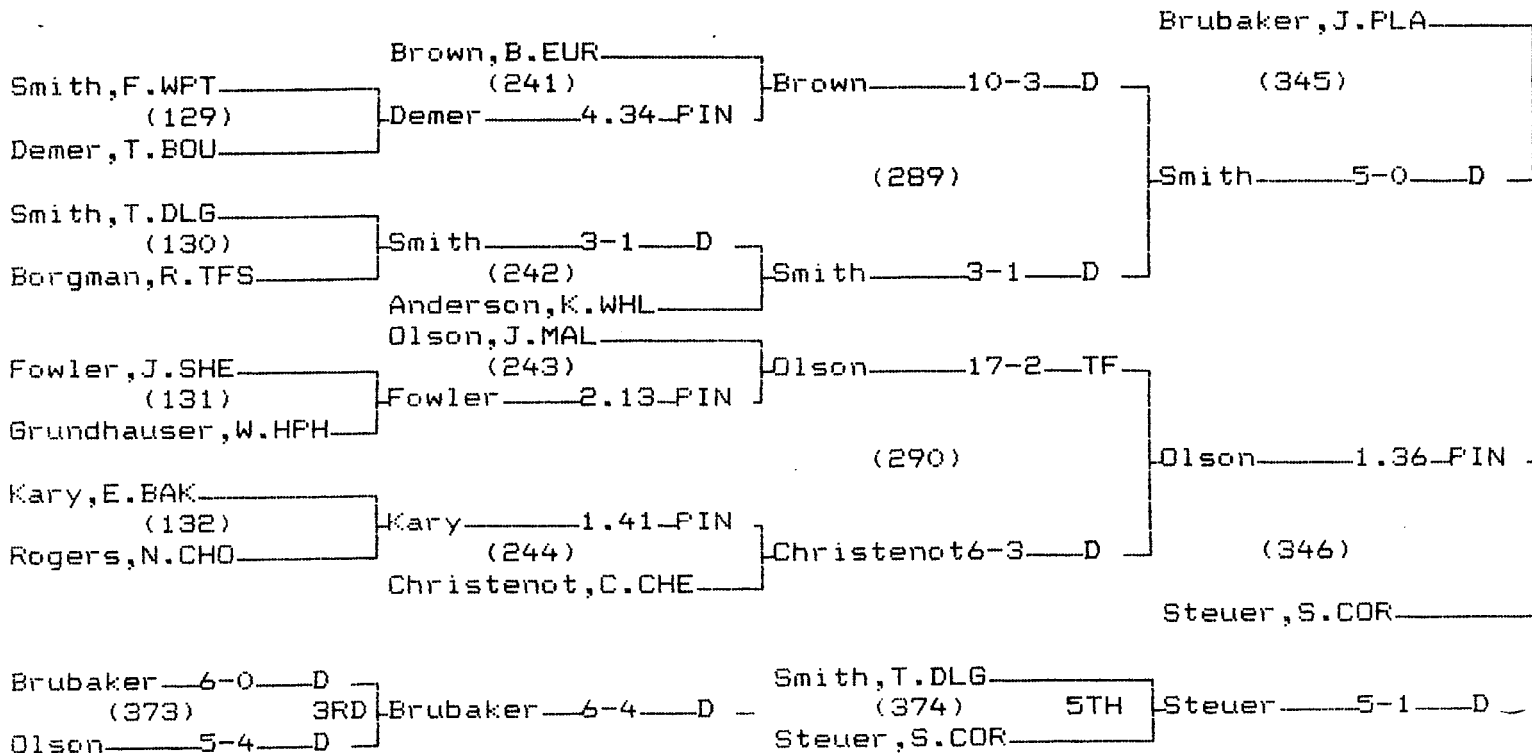 Brubaker,J.PLA
Brown,B.EUR
Smith,F.WPT (241) Brown 10-3 D (345)
(129) Demer 4.34 PIN
Demer,T.BOU
(289) Smith 5-0 D
Smith,T.DLG
(130) Smith 3-1 D
Borgman,R.TFS (242) Smith 3-1 D
Anderson,K.WHL
Olson,J.MAL
Fowler,J.SHE (243) Olson 17-2 TF
(131) Fowler 2.13 PIN
Grundhauser,W.HPH
(290) Olson 1.36 PIN
Kary,E.BAK
(132) Kary 1.41 PIN
Rogers,N.CHO (244) Christenot 6-3 D (346)
Christenot,C.CHE
Steuer,S.COR
Brubaker 6-0 D Smith,T.DLG
(373) 3RD Brubaker 6-4 D (374) 5TH Steuer 5-1 D
Olson 5-4 D Steuer,S.COR